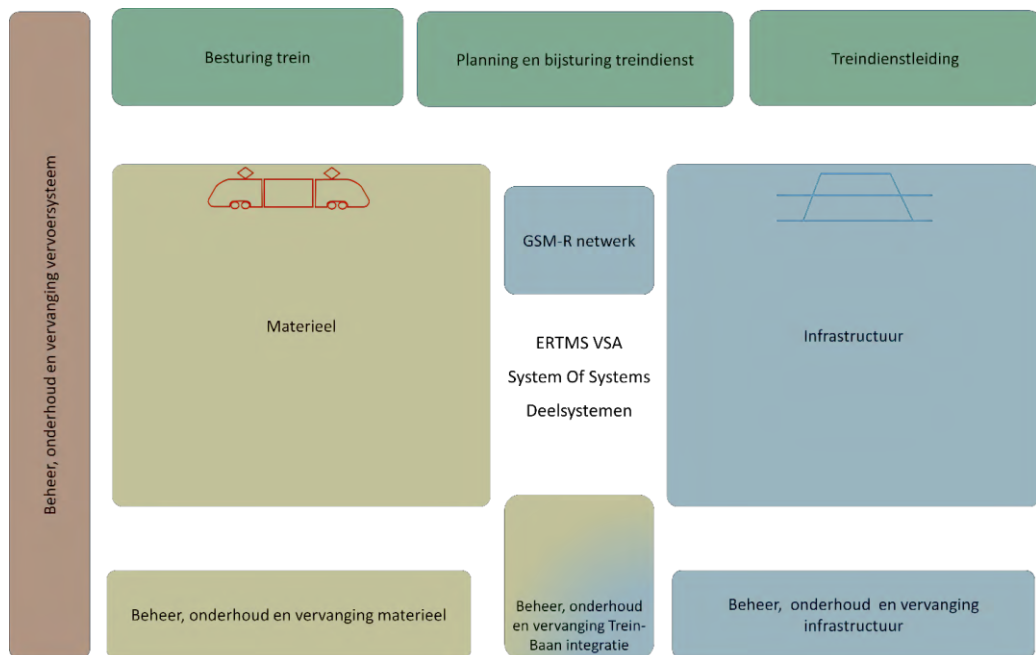 Beheer, onderhoud en vervanging vervoersysteem
Besturing trein
Planning en bijsturing treindienst
Treindienstleiding
Materieel
GSM-R netwerk
ERTMS VSA
System Of Systems
Deelsystemen
Infrastructuur
Beheer, onderhoud en vervanging materieel
Beheer, onderhoud
en vervanging Trein-
Baan integratie
Beheer, onderhoud en vervanging
infrastructuur